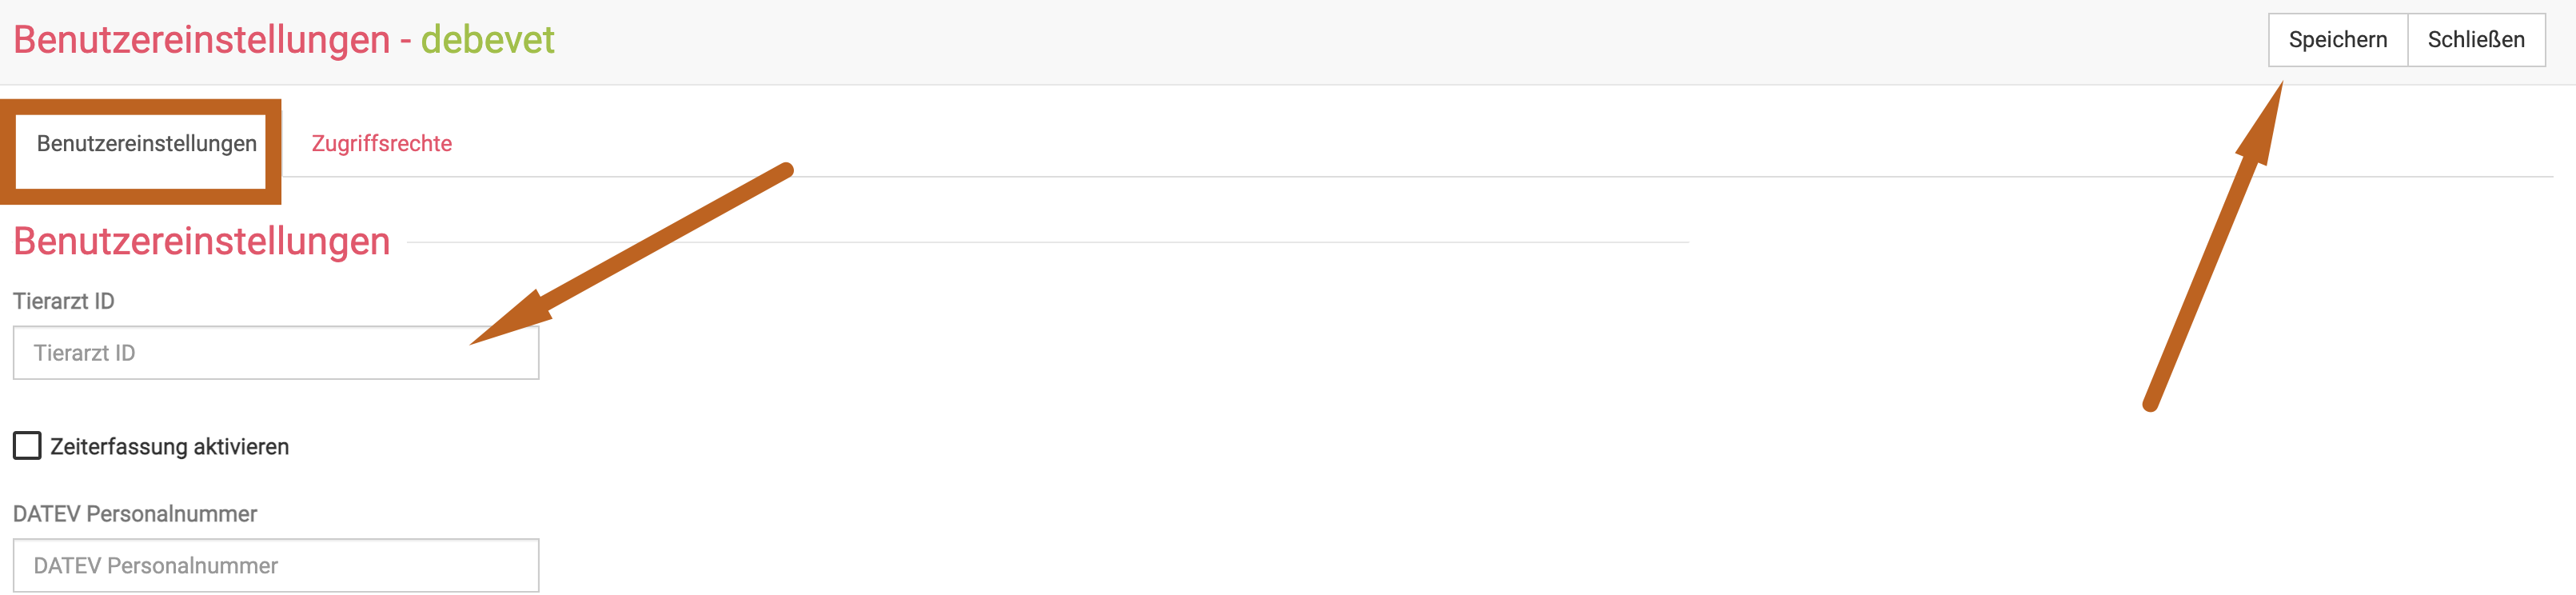 Benutzereinstellungen - debevet
Speichern Schließen
Benutzereinstellungen Zugriffsrechte
Benutzereinstellungen
Tierarzt ID
Tierarzt ID
Zeiterfassung aktivieren
DATEV Personalnummer
DATEV Personalnummer